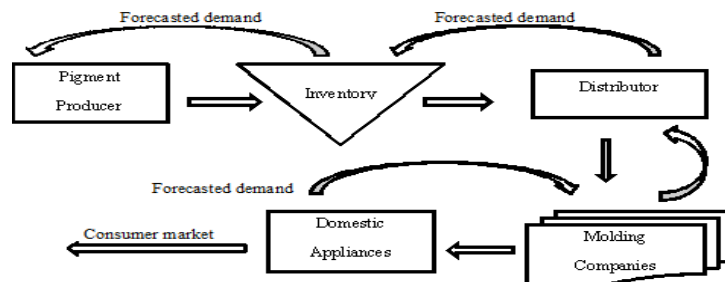 Forecasted demand
Forecasted demand
Pigment
Producer
Inventory
Distributor
Forecasted demand
Consumer market
Domestic
Appliances
Molding
Companies